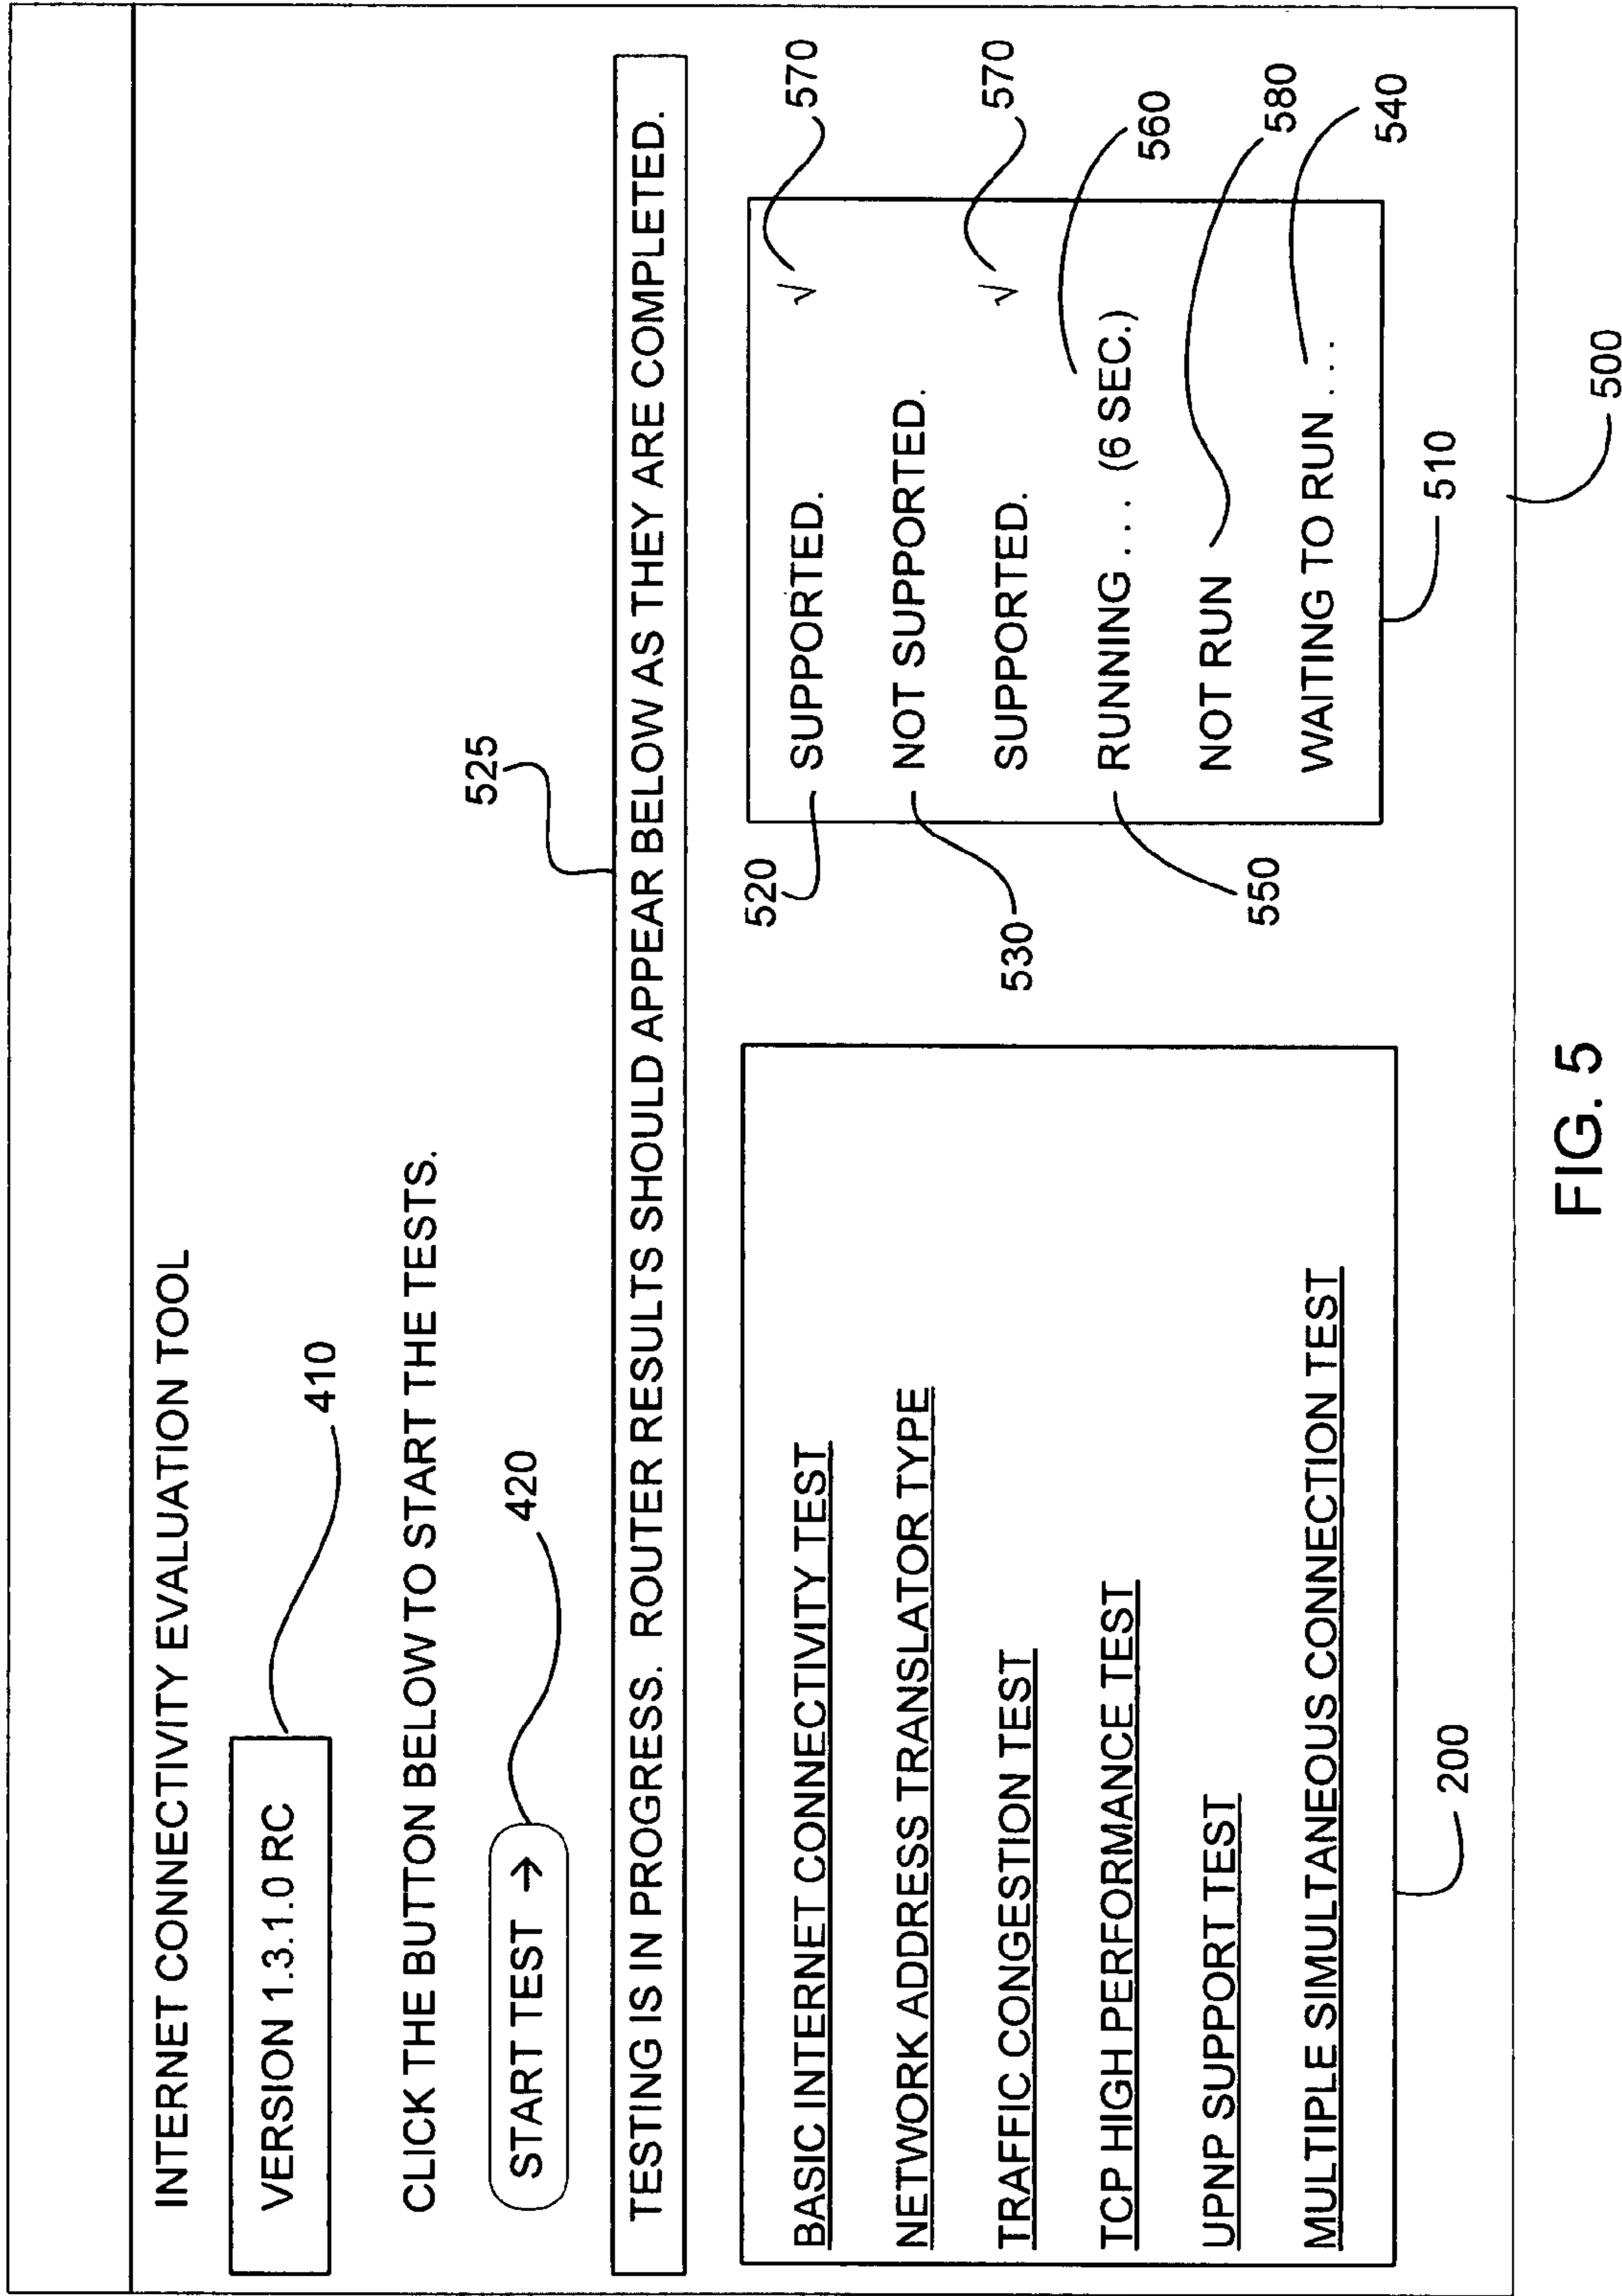 INTERNET CONNECTIVITY EVALUATION TOOL
VERSION 1.3.1.0 RC
410
CLICK THE BUTTON BELOW TO START THE TESTS.
START TEST →
420
525
TESTING IS IN PROGRESS. ROUTER RESULTS SHOULD APPEAR BELOW AS THEY ARE COMPLETED.
BASIC INTERNET CONNECTIVITY TEST
520
SUPPORTED.
√
570
NETWORK ADDRESS TRANSLATOR TYPE
530
NOT SUPPORTED.
TRAFFIC CONGESTION TEST
SUPPORTED.
√
570
TCP HIGH PERFORMANCE TEST
550
RUNNING . . . (6 SEC.)
560
UPNP SUPPORT TEST
NOT RUN
580
MULTIPLE SIMULTANEOUS CONNECTION TEST
WAITING TO RUN . . . .
540
200
510
500
FIG. 5